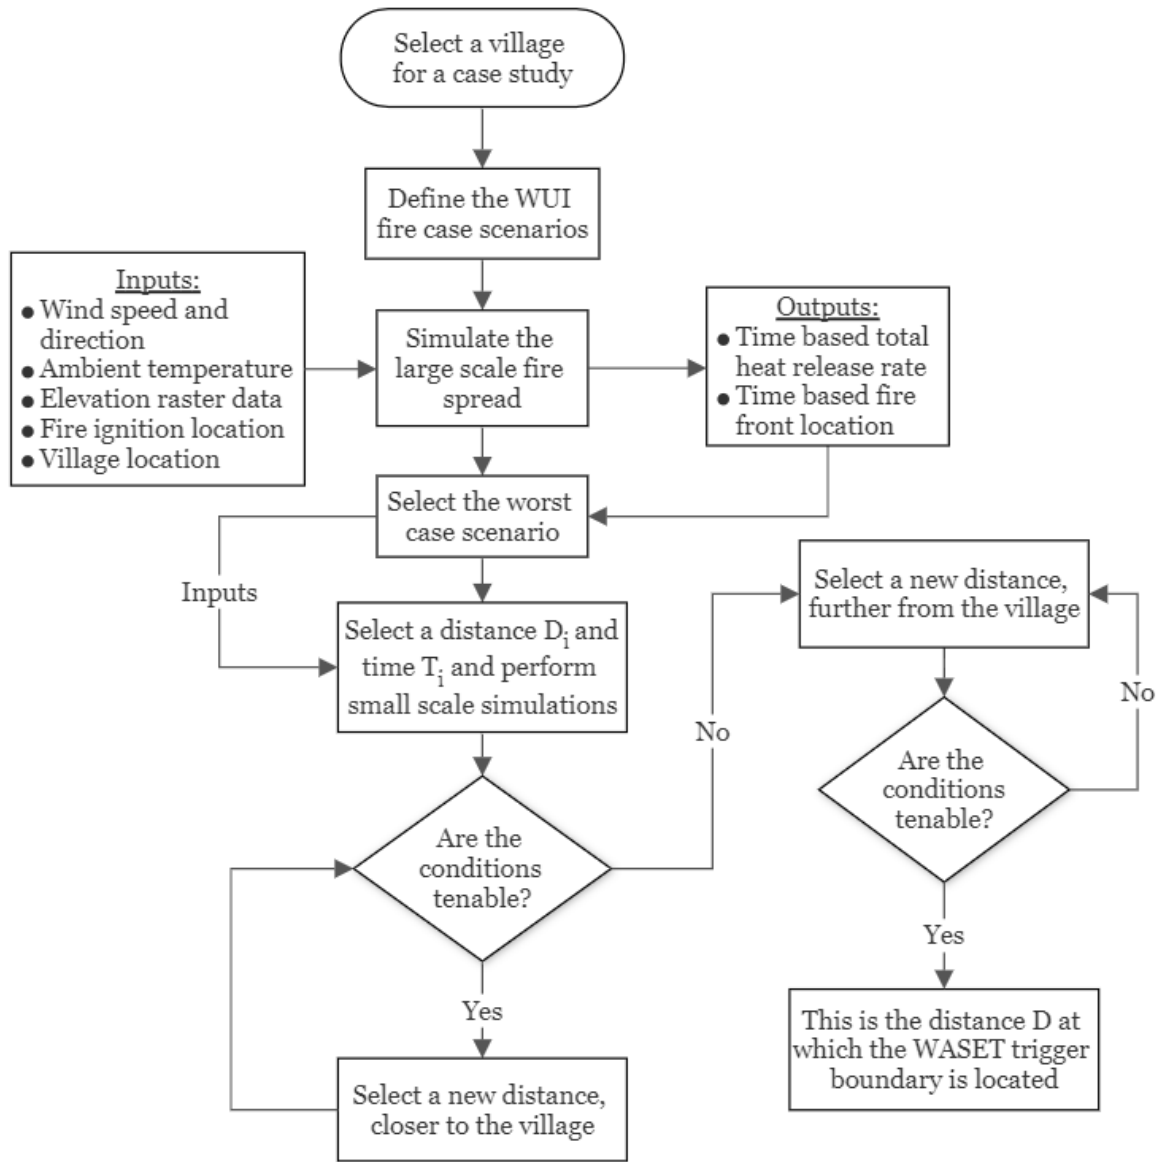 Select a village
for a case study
Define the WUI
fire case scenarios
Inputs:
● Wind speed and
direction
● Ambient temperature
● Elevation raster data
● Fire ignition location
● Village location
Simulate the
large scale fire
spread
Outputs:
● Time based total
heat release rate
● Time based fire
front location
Select the worst
case scenario
Inputs
Select a distance Di and
time Ti and perform
small scale simulations
Are the
conditions
tenable?
Yes
Select a new distance,
closer to the village
No
Select a new distance,
further from the village
No
Are the
conditions
tenable?
Yes
This is the distance D at
which the WASET trigger
boundary is located